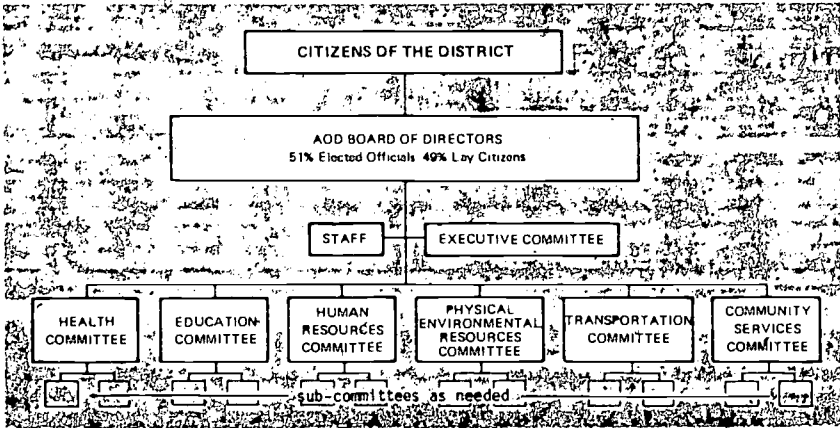 CITIZENS OF THE DISTRICT
AOD BOARD OF DIRECTORS
51% Elected Officials 49% Lay Citizens
STAFF
EXECUTIVE COMMITTEE
HEALTH
COMMITTEE
EDUCATION
COMMITTEE
HUMAN
RESOURCES
COMMITTEE
PHYSICAL
ENVIRONMENTAL
RESOURCES
COMMITTEE
TRANSPORTATION
COMMITTEE
COMMUNITY
SERVICES
COMMITTEE
sub-committees as needed